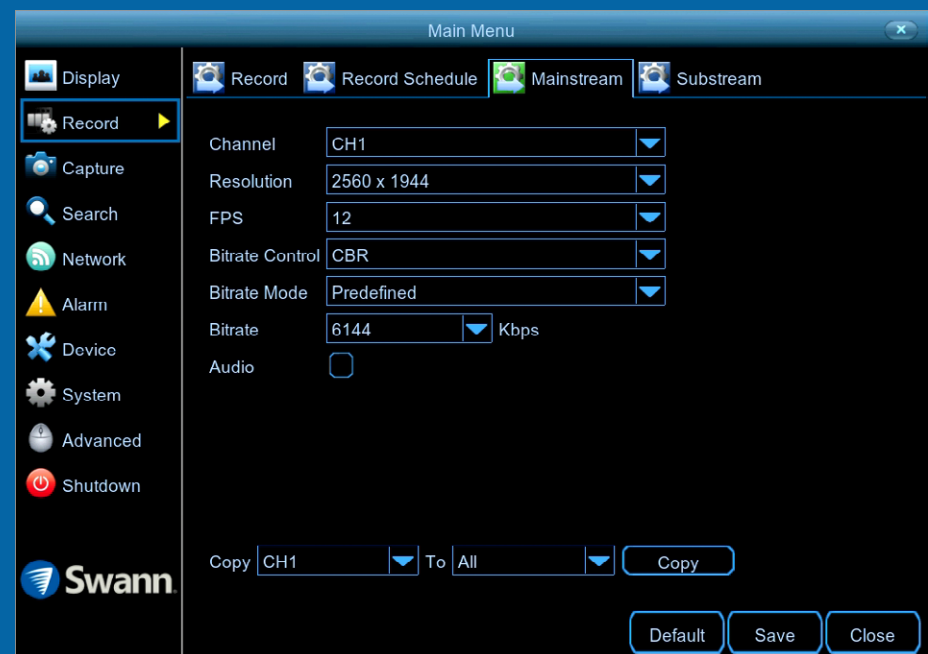 Main Menu
Display
Record
Capture
Search
Network
Alarm
Device
System
Advanced
Shutdown
Swann
Record Record Schedule Mainstream Substream
Channel CH1
Resolution 2560 x 1944
FPS 12
Bitrate Control CBR
Bitrate Mode Predefined
Bitrate 6144 Kbps
Audio
Copy CH1 To All Copy
Default Save Close